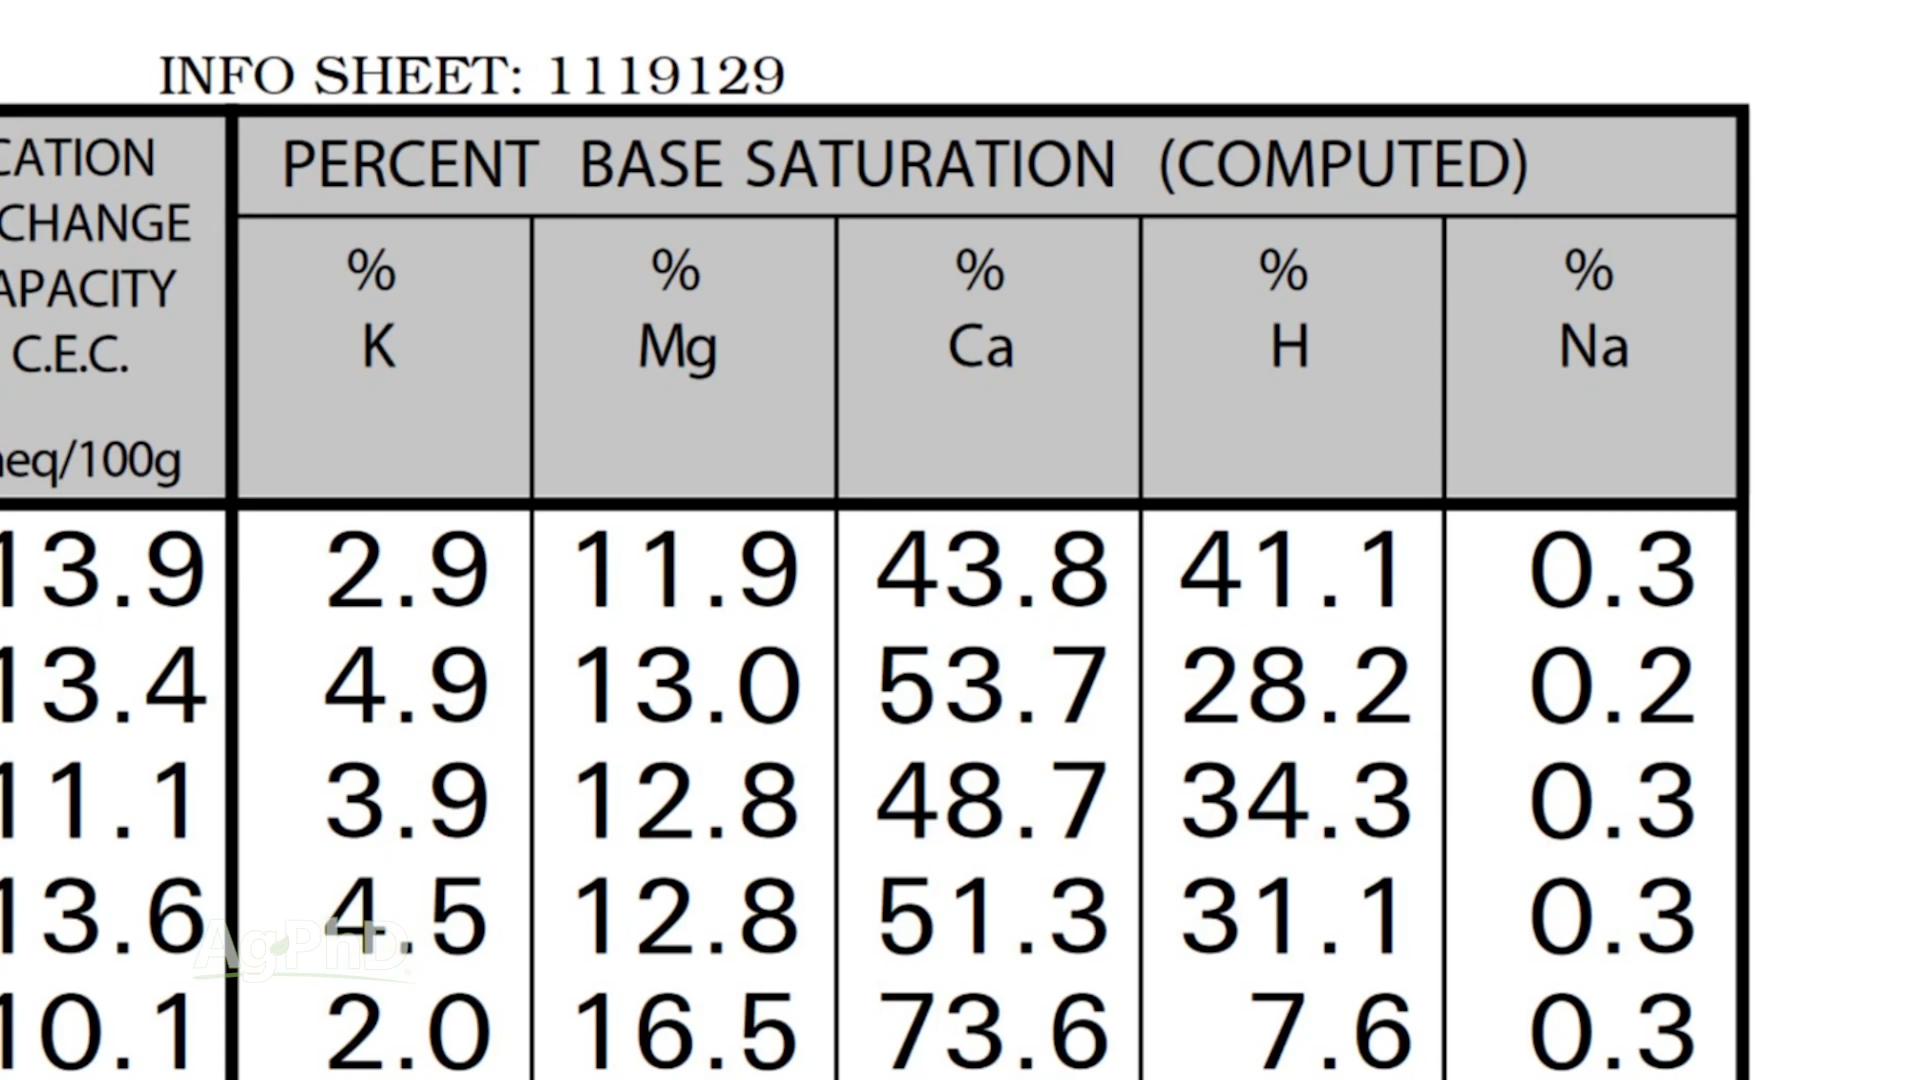 INFO SHEET: 1119129
CATION
CHANGE
APACITY
C.E.C.
eq/100g
PERCENT BASE SATURATION (COMPUTED)
% % % % %
K Mg Ca H Na
13.9 2.9 11.9 43.8 41.1 0.3
13.4 4.9 13.0 53.7 28.2 0.2
11.1 3.9 12.8 48.7 34.3 0.3
13.6 4.5 12.8 51.3 31.1 0.3
10.1 2.0 16.5 73.6 7.6 0.3
AgPhD